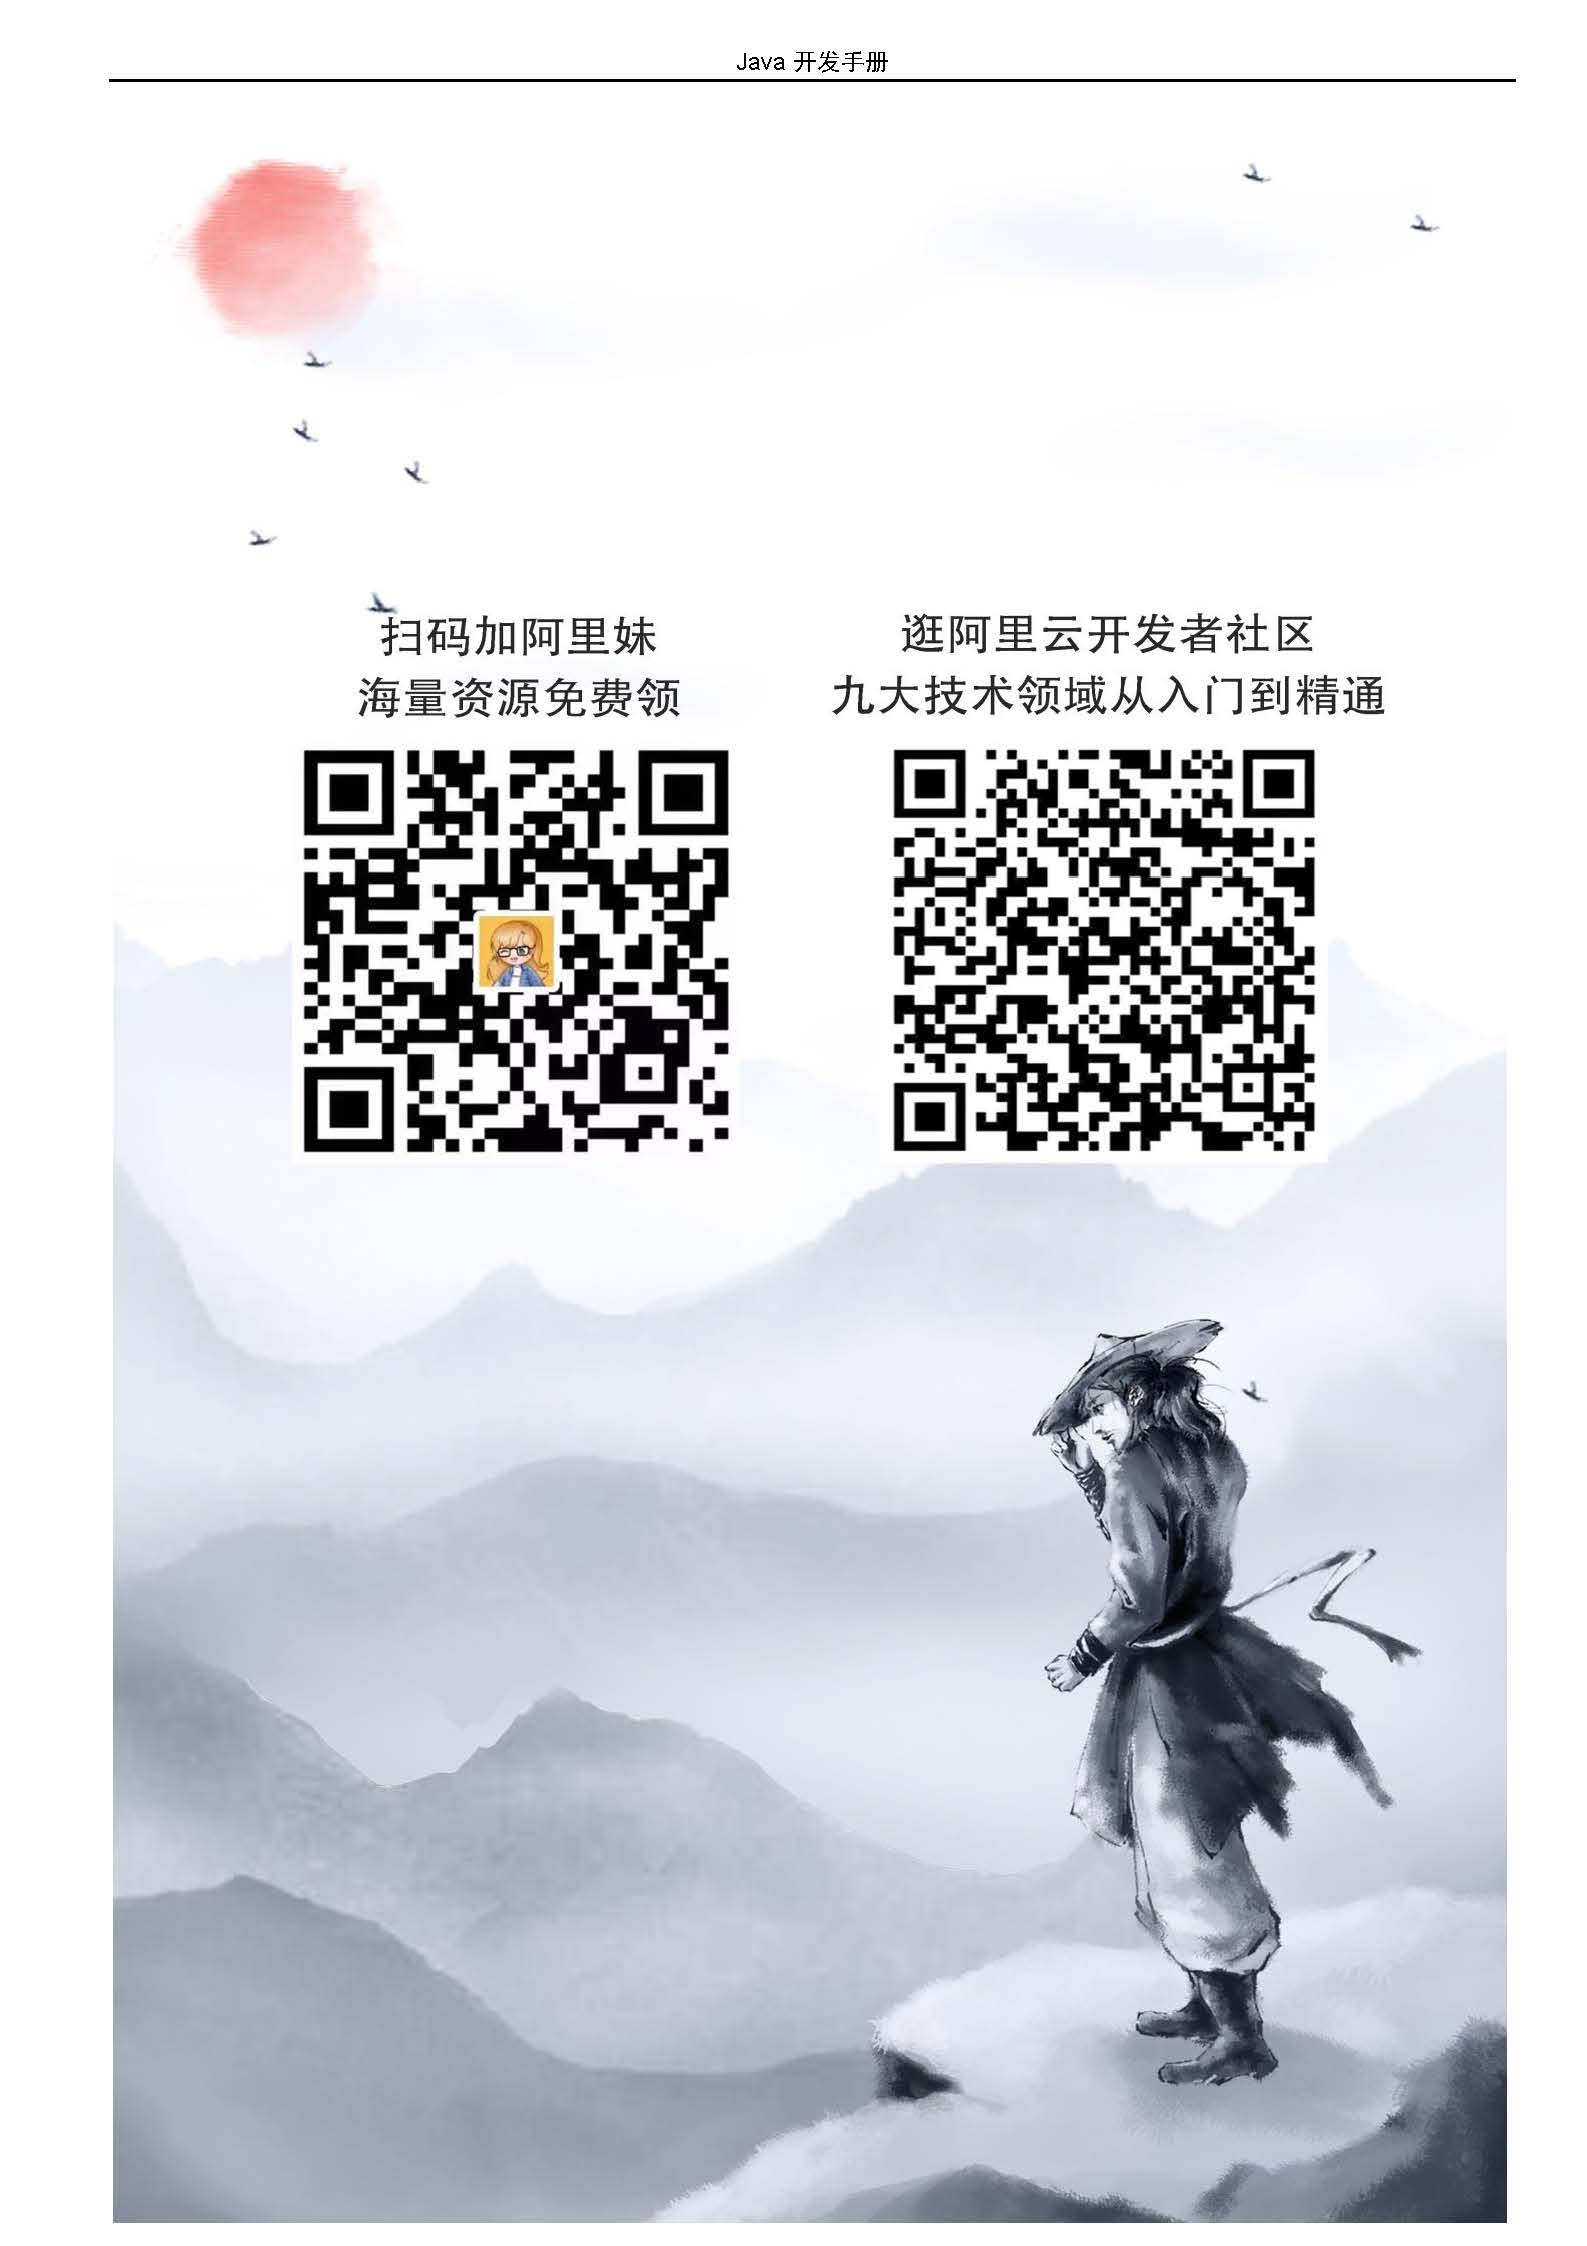 Java 开发手册
扫码加阿里妹
海量资源免费领
逛阿里云开发者社区
九大技术领域从入门到精通